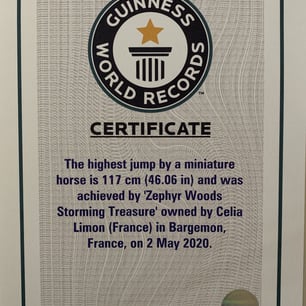 GUINNESS
WORLD RECORDS
™
CERTIFICATE
The highest jump by a miniature
horse is 117 cm (46.06 in) and was
achieved by 'Zephyr Woods
Storming Treasure' owned by Celia
Limon (France) in Bargemon,
France, on 2 May 2020.